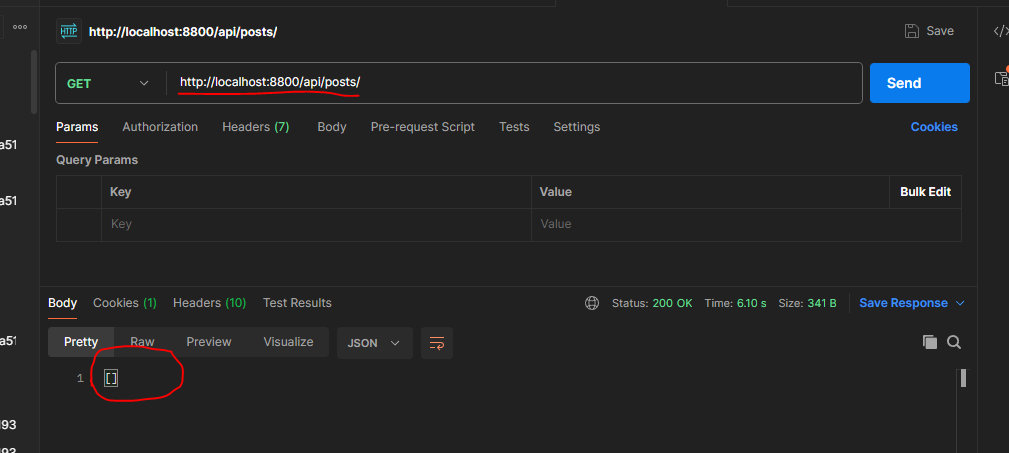 HTTP http://localhost:8800/api/posts/ Save
GET http://localhost:8800/api/posts/ Send
Params Authorization Headers (7) Body Pre-request Script Tests Settings Cookies
a51
Query Params
Key Value Bulk Edit
a51
Key Value
Body Cookies (1) Headers (10) Test Results Status: 200 OK Time: 6.10 s Size: 341 B Save Response
a51
Pretty Raw Preview Visualize JSON
1 []
193
193